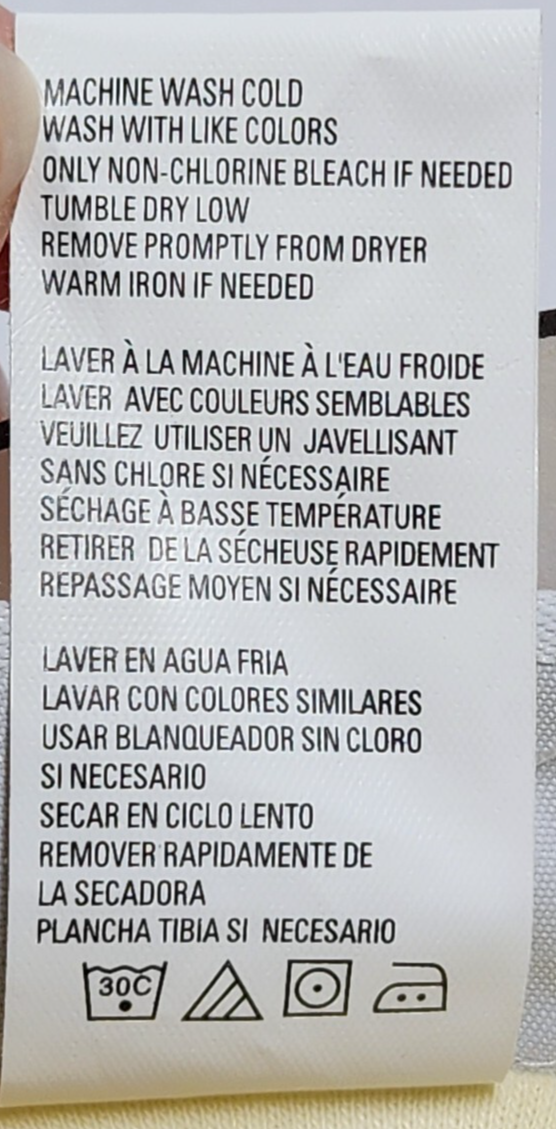 MACHINE WASH COLD
WASH WITH LIKE COLORS
ONLY NON-CHLORINE BLEACH IF NEEDED
TUMBLE DRY LOW
REMOVE PROMPTLY FROM DRYER
WARM IRON IF NEEDED
LAVER À LA MACHINE À L'EAU FROIDE
LAVER AVEC COULEURS SEMBLABLES
VEUILLEZ UTILISER UN JAVELLISANT
SANS CHLORE SI NÉCESSAIRE
SÉCHAGE À BASSE TEMPÉRATURE
RETIRER DE LA SÉCHEUSE RAPIDEMENT
REPASSAGE MOYEN SI NÉCESSAIRE
LAVER EN AGUA FRIA
LAVAR CON COLORES SIMILARES
USAR BLANQUEADOR SIN CLORO
SI NECESARIO
SECAR EN CICLO LENTO
REMOVER RAPIDAMENTE DE
LA SECADORA
PLANCHA TIBIA SI NECESARIO
30C